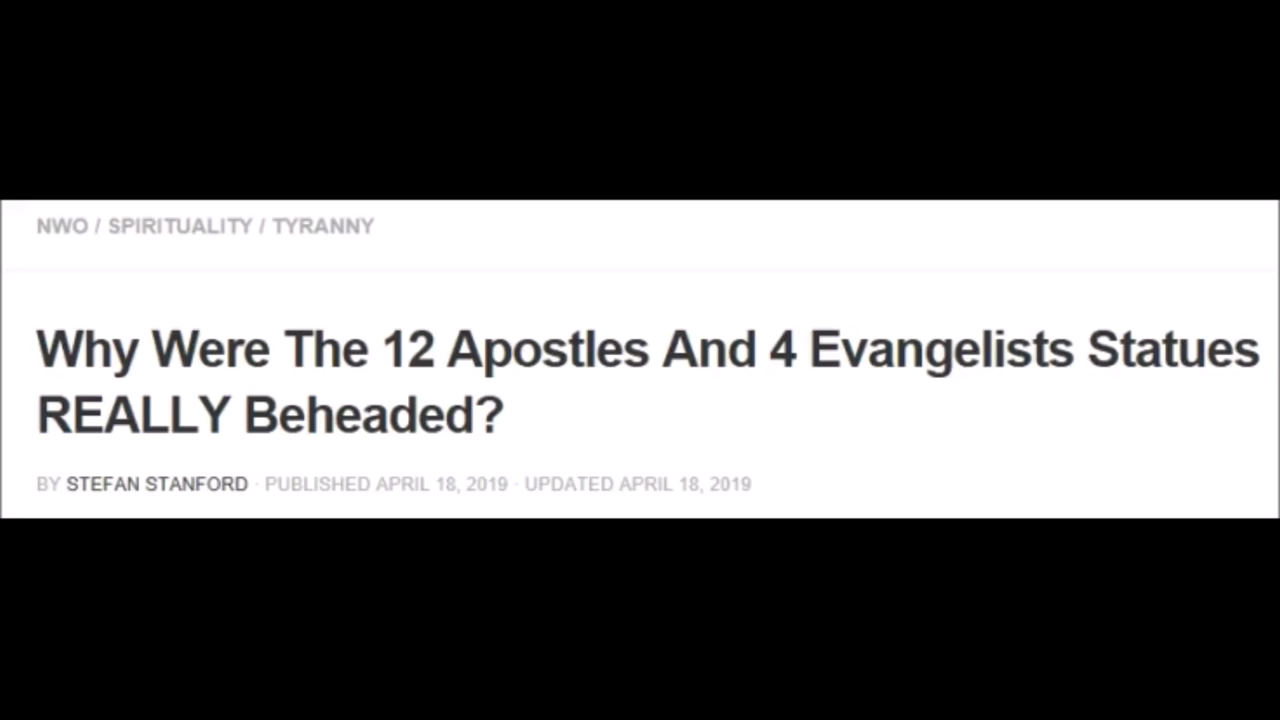 NWO / SPIRITUALITY / TYRANNY
Why Were The 12 Apostles And 4 Evangelists Statues
REALLY Beheaded?
BY STEFAN STANFORD · PUBLISHED APRIL 18, 2019 · UPDATED APRIL 18, 2019